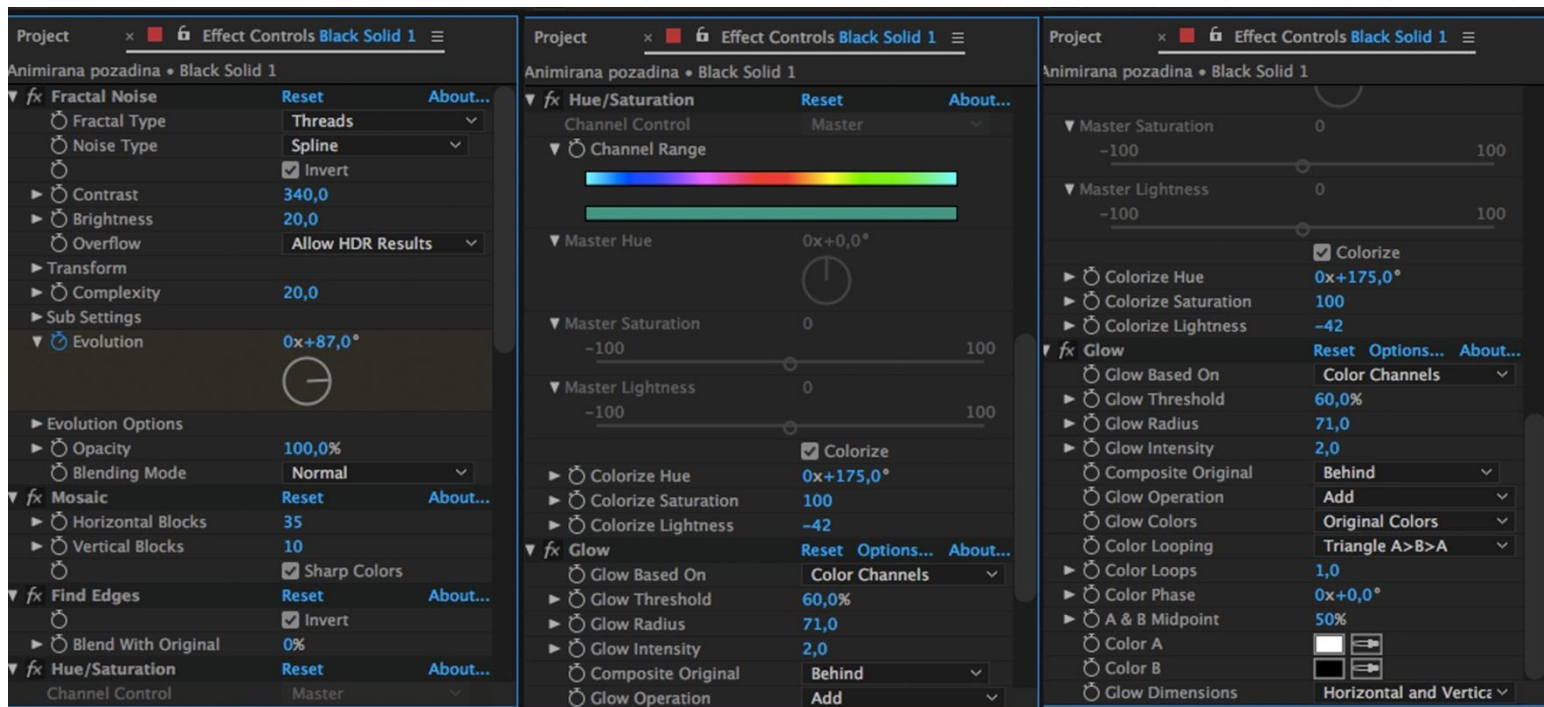 Project × Effect Controls Black Solid 1 ≡
Animirana pozadina • Black Solid 1
fx Fractal Noise Reset About...
Fractal Type Threads
Noise Type Spline
Invert
Contrast 340,0
Brightness 20,0
Overflow Allow HDR Results
Transform
Complexity 20,0
Sub Settings
Evolution 0x+87,0°
Evolution Options
Opacity 100,0%
Blending Mode Normal
fx Mosaic Reset About...
Horizontal Blocks 35
Vertical Blocks 10
Sharp Colors
fx Find Edges Reset About...
Invert
Blend With Original 0%
fx Hue/Saturation Reset About...
Channel Control Master
Project × Effect Controls Black Solid 1 ≡
Animirana pozadina • Black Solid 1
fx Hue/Saturation Reset About...
Channel Control Master
Channel Range
Master Hue 0x+0,0°
Master Saturation 0
-100 100
Master Lightness 0
-100 100
Colorize
Colorize Hue 0x+175,0°
Colorize Saturation 100
Colorize Lightness -42
fx Glow Reset Options... About...
Glow Based On Color Channels
Glow Threshold 60,0%
Glow Radius 71,0
Glow Intensity 2,0
Composite Original Behind
Glow Operation Add
Project × Effect Controls Black Solid 1 ≡
Animirana pozadina • Black Solid 1
Master Saturation 0
-100 100
Master Lightness 0
-100 100
Colorize
Colorize Hue 0x+175,0°
Colorize Saturation 100
Colorize Lightness -42
fx Glow Reset Options... About...
Glow Based On Color Channels
Glow Threshold 60,0%
Glow Radius 71,0
Glow Intensity 2,0
Composite Original Behind
Glow Operation Add
Glow Colors Original Colors
Color Looping Triangle A>B>A
Color Loops 1,0
Color Phase 0x+0,0°
A & B Midpoint 50%
Color A
Color B
Glow Dimensions Horizontal and Vertica